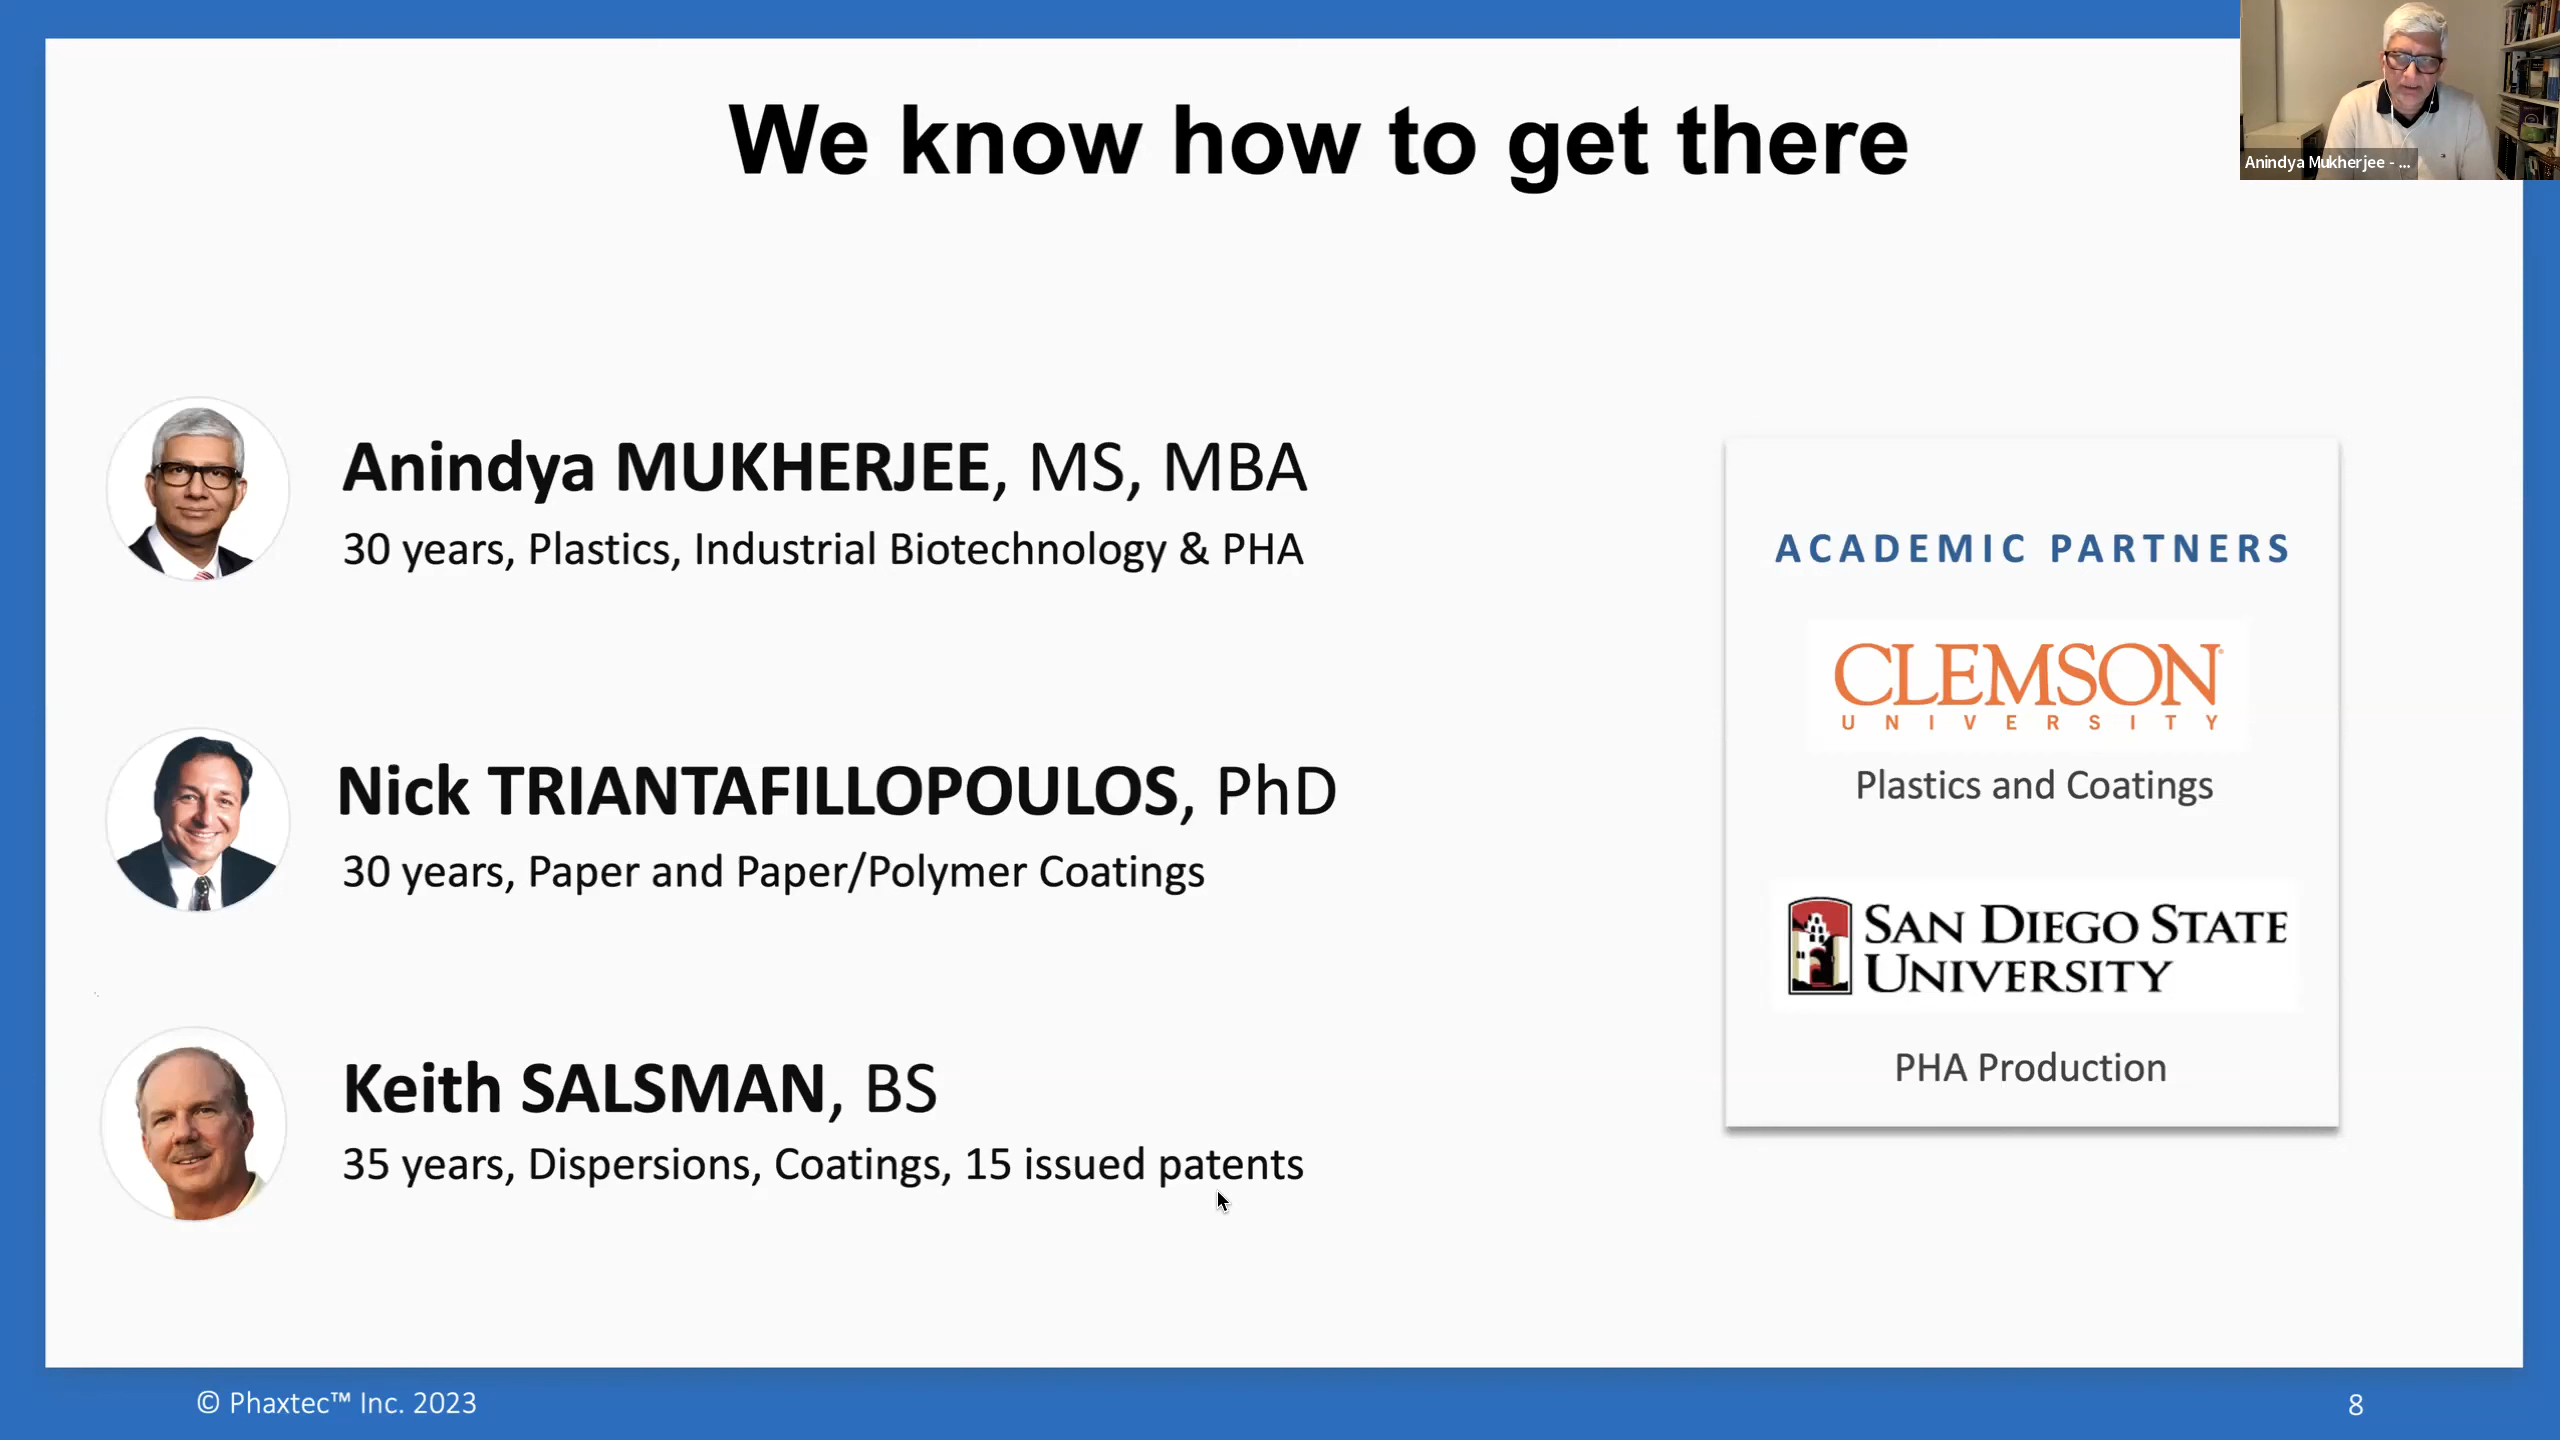 We know how to get there
Anindya Mukherjee - ...
Anindya MUKHERJEE, MS, MBA
30 years, Plastics, Industrial Biotechnology & PHA
Nick TRIANTAFILLOPOULOS, PhD
30 years, Paper and Paper/Polymer Coatings
Keith SALSMAN, BS
35 years, Dispersions, Coatings, 15 issued patents
ACADEMIC PARTNERS
CLEMSON
UNIVERSITY
Plastics and Coatings
SAN DIEGO STATE
UNIVERSITY
PHA Production
© Phaxtec™ Inc. 2023
8